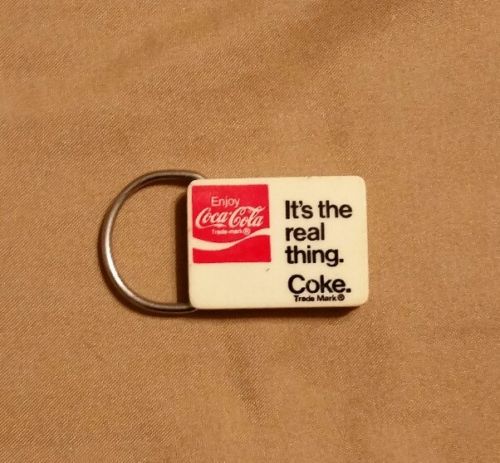 Enjoy
Coca-Cola
Trade-mark®
It's the
real
thing.
Coke.
Trade Mark®